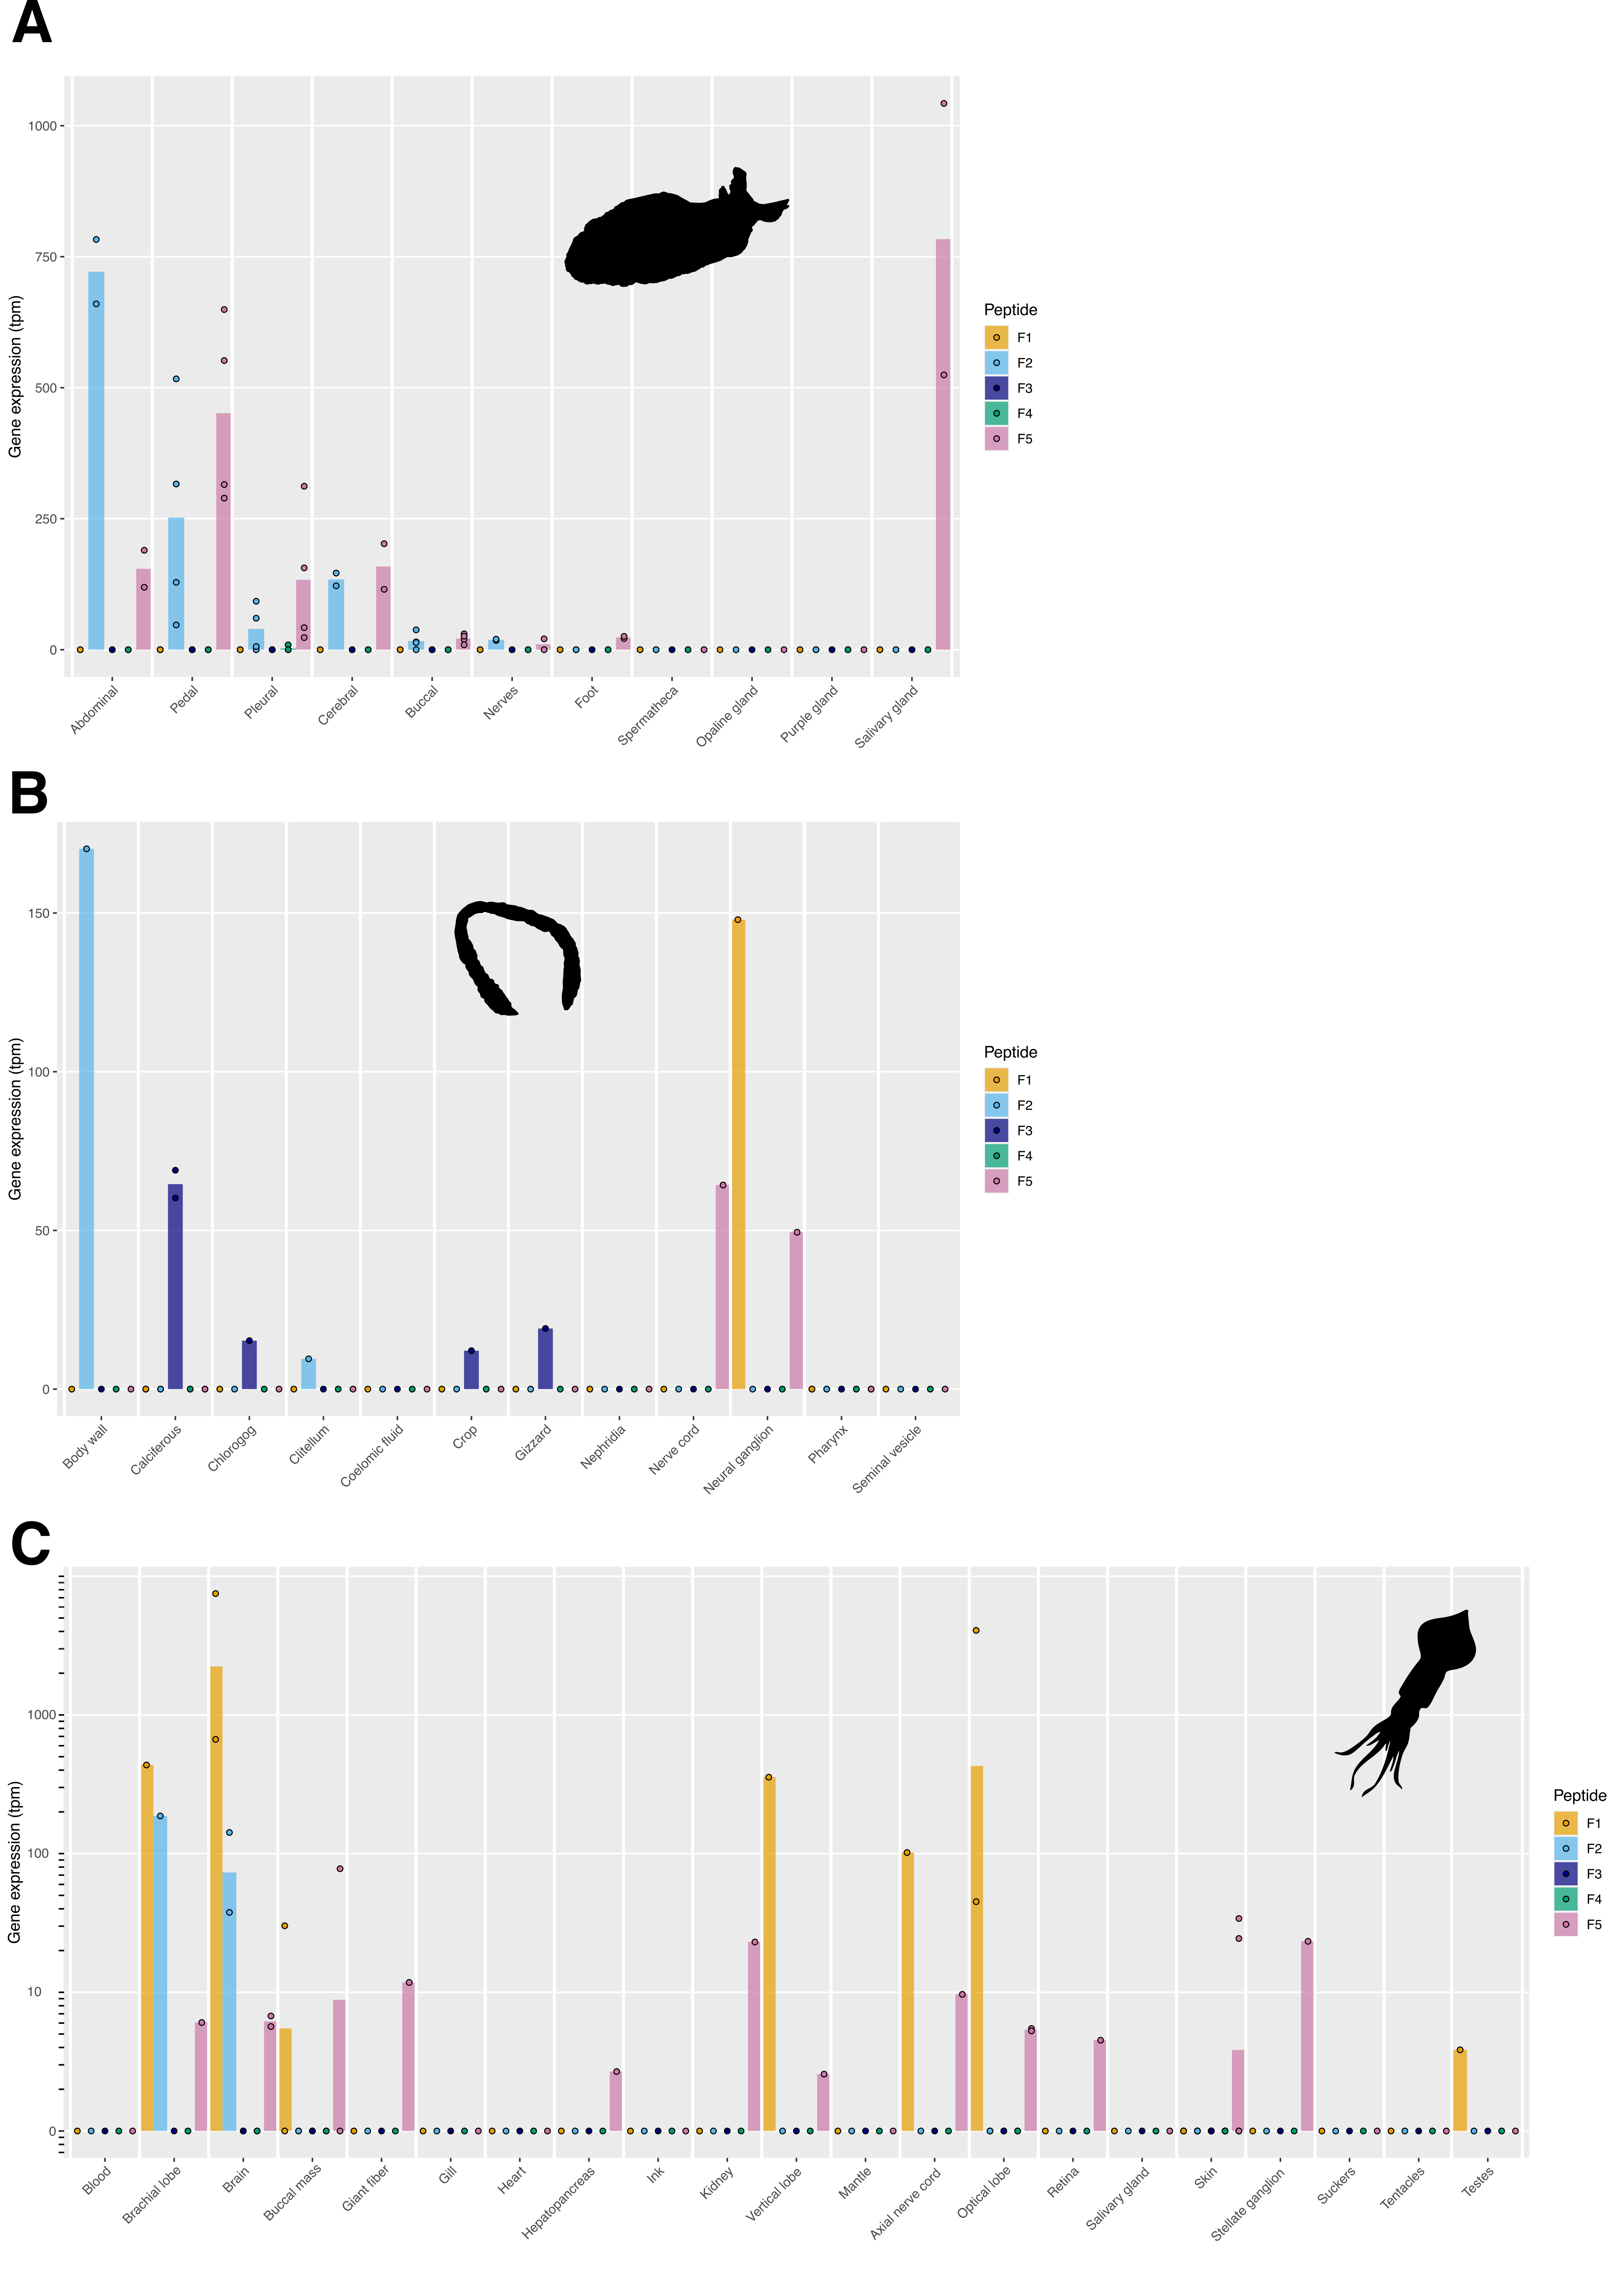 A
Gene expression (tpm)
1000
750
500
250
0
Abdominal
Pedal
Pleural
Cerebral
Buccal
Nerves
Foot
Spermatheca
Opaline gland
Purple gland
Salivary gland
Peptide
F1
F2
F3
F4
F5
B
Gene expression (tpm)
150
100
50
0
Body wall
Calciferous
Chlorogog
Clitellum
Coelomic fluid
Crop
Gizzard
Nephridia
Nerve cord
Neural ganglion
Pharynx
Seminal vesicle
Peptide
F1
F2
F3
F4
F5
C
Gene expression (tpm)
1000
100
10
0
Blood
Brachial lobe
Brain
Buccal mass
Giant fiber
Gill
Heart
Hepatopancreas
Ink
Kidney
Vertical lobe
Mantle
Axial nerve cord
Optical lobe
Retina
Salivary gland
Skin
Stellate ganglion
Suckers
Tentacles
Testes
Peptide
F1
F2
F3
F4
F5